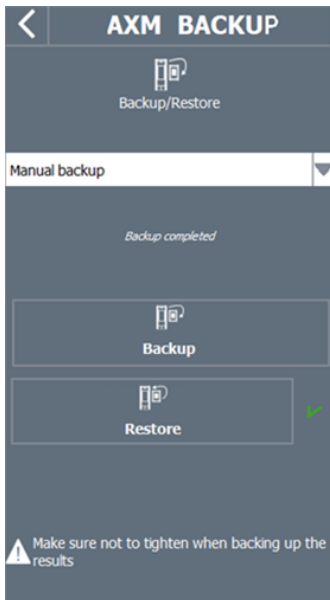 AXM BACKUP
Backup/Restore
Manual backup
Backup completed
Backup
Restore
Make sure not to tighten when backing up the
results